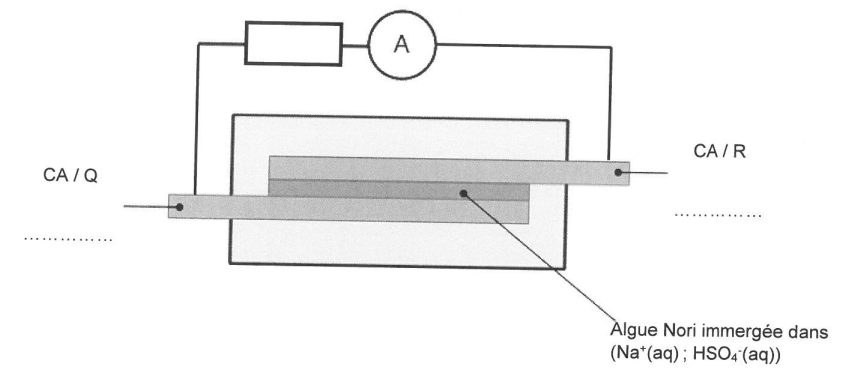 A
CA / R
CA / Q
................
................
Algue Nori immergée dans
(Na⁺(aq) ; HSO₄⁻(aq))